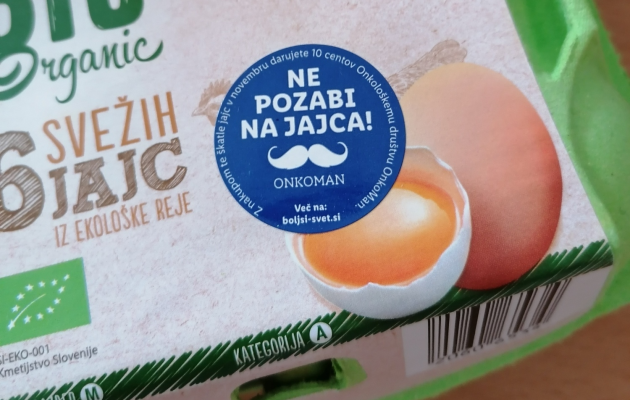 Organic
6 SVEŽIH
JAJC
IZ EKOLOŠKE REJE
Z nakupom te škatle jajc v novembru darujete 10 centov Onkološkemu društvu OnkoMan.
NE
POZABI
NA JAJCA!
ONKOMAN
Več na:
boljsi-svet.si
SI-EKO-001
Kmetijstvo Slovenije
KATEGORIJA A
M